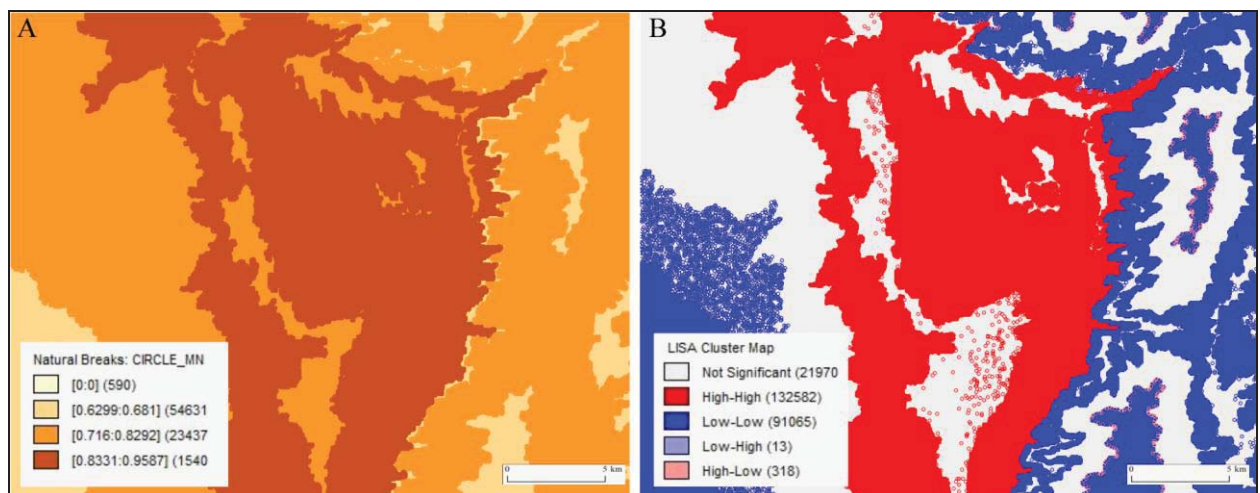 A
Natural Breaks: CIRCLE_MN
[0:0] (590)
[0.6299:0.681] (54631
[0.716:0.8292] (23437
[0.8331:0.9587] (1540
0
5 km
B
LISA Cluster Map
Not Significant (21970
High-High (132582)
Low-Low (91065)
Low-High (13)
High-Low (318)
0
5 km